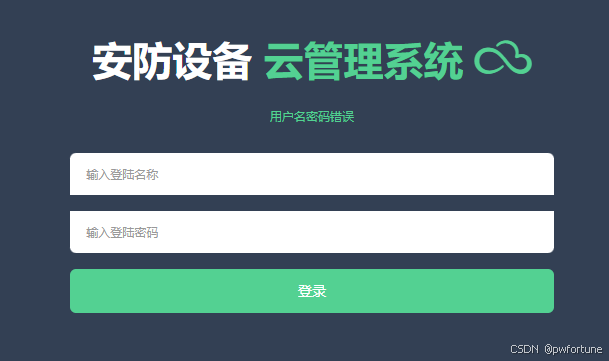 安防设备 云管理系统
用户名密码错误
输入登陆名称
输入登陆密码
登录
CSDN @pwfortune